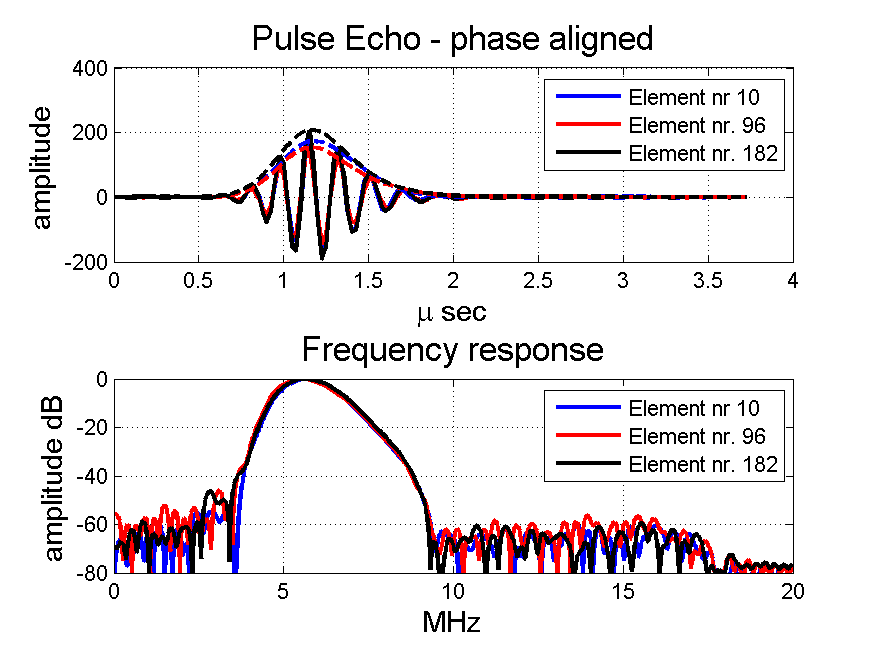 Pulse Echo - phase aligned
amplitude
400
200
0
-200
Element nr 10
Element nr. 96
Element nr. 182
0 0.5 1 1.5 2 2.5 3 3.5 4
μ sec
Frequency response
amplitude dB
0
-20
-40
-60
-80
Element nr 10
Element nr. 96
Element nr. 182
0 5 10 15 20
MHz